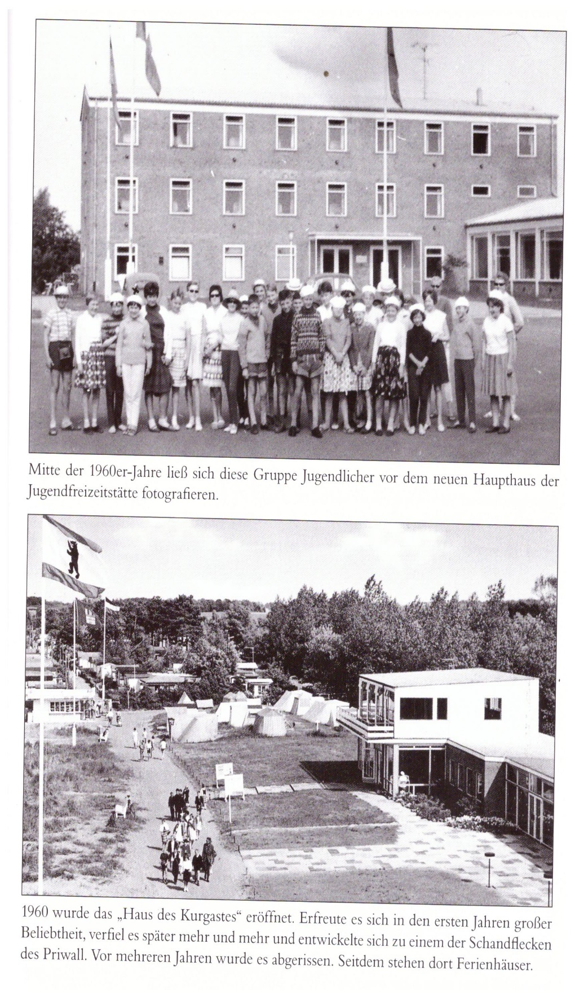 Mitte der 1960er-Jahre ließ sich diese Gruppe Jugendlicher vor dem neuen Haupthaus der
Jugendfreizeitstätte fotografieren.
1960 wurde das „Haus des Kurgastes“ eröffnet. Erfreute es sich in den ersten Jahren großer
Beliebtheit, verfiel es später mehr und mehr und entwickelte sich zu einem der Schandflecken
des Priwall. Vor mehreren Jahren wurde es abgerissen. Seitdem stehen dort Ferienhäuser.